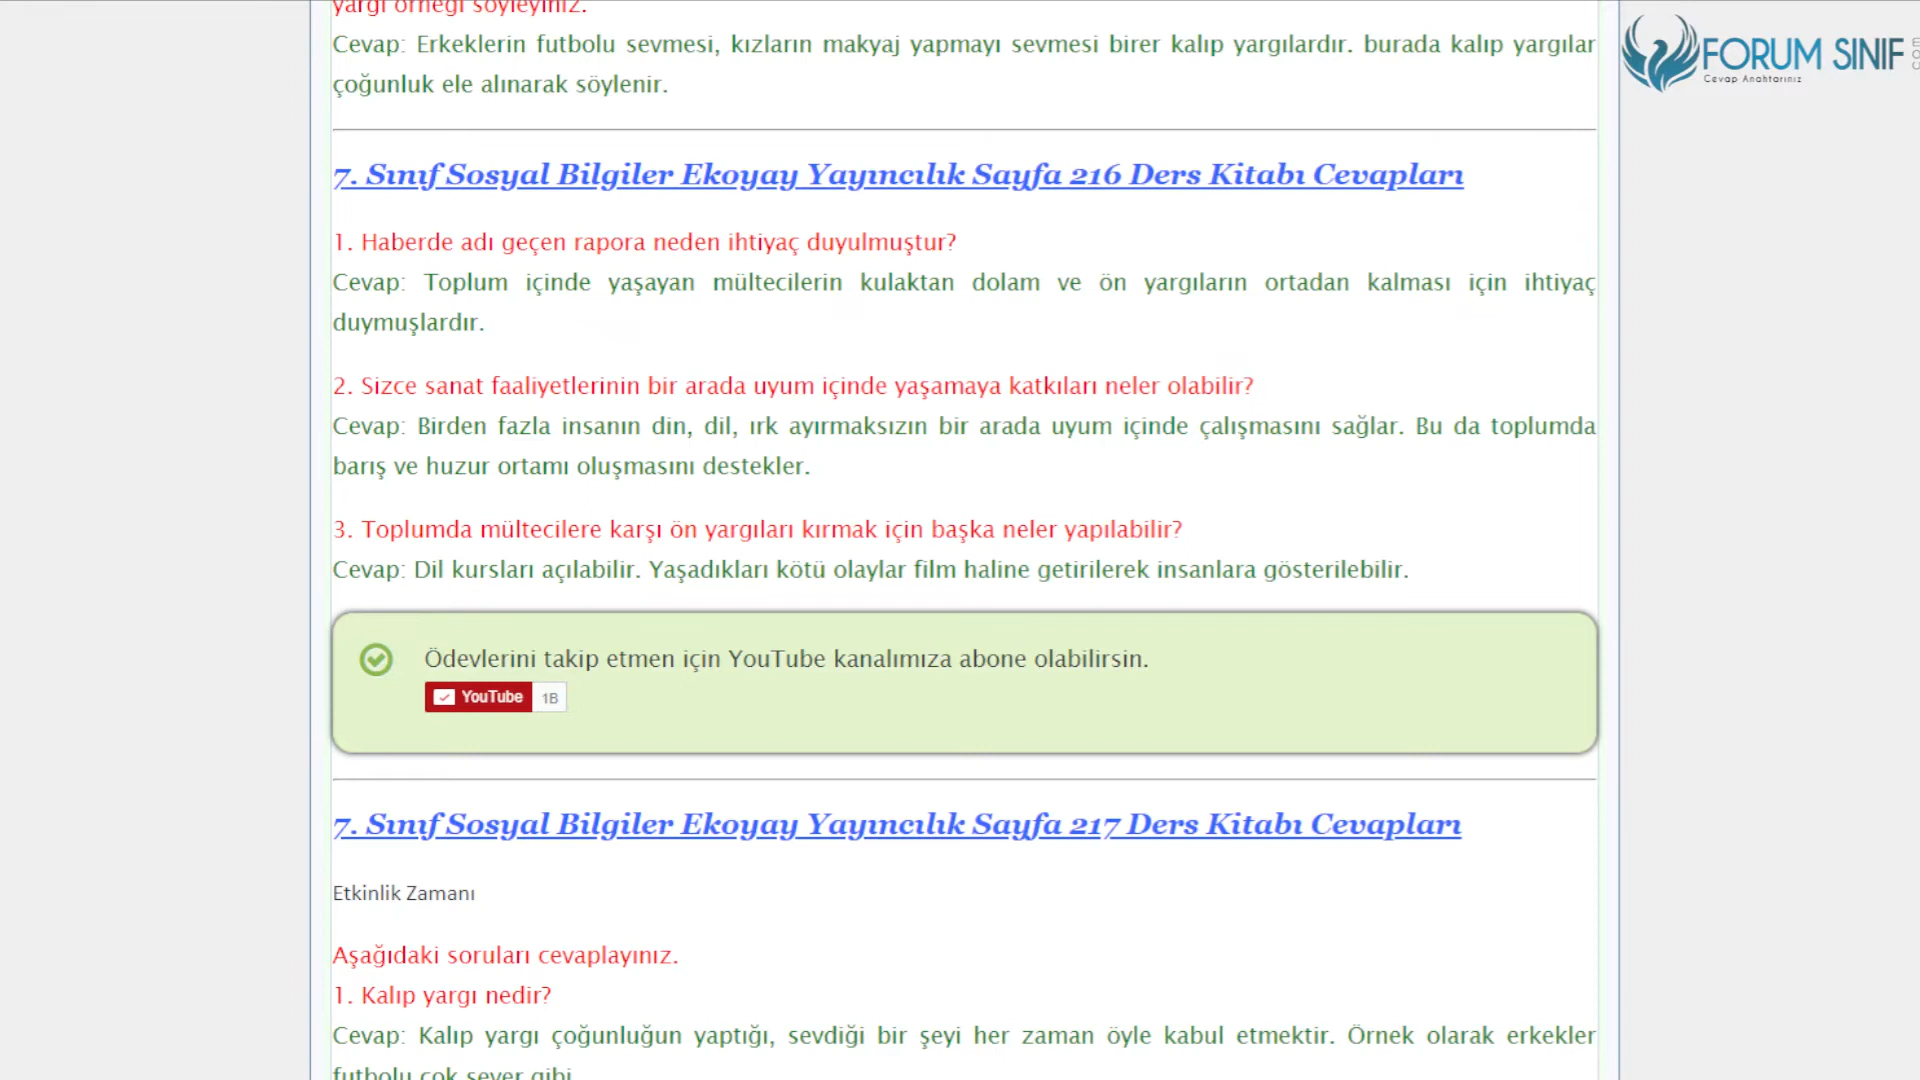 yargı örneği söyleyiniz.
Cevap: Erkeklerin futbolu sevmesi, kızların makyaj yapmayı sevmesi birer kalıp yargılardır. burada kalıp yargılar
çoğunluk ele alınarak söylenir.
FORUM SINIF
Cevap Anahtarınız
7. Sınıf Sosyal Bilgiler Ekoyay Yayıncılık Sayfa 216 Ders Kitabı Cevapları
1. Haberde adı geçen rapora neden ihtiyaç duyulmuştur?
Cevap: Toplum içinde yaşayan mültecilerin kulaktan dolam ve ön yargıların ortadan kalması için ihtiyaç
duymuşlardır.
2. Sizce sanat faaliyetlerinin bir arada uyum içinde yaşamaya katkıları neler olabilir?
Cevap: Birden fazla insanın din, dil, ırk ayırmaksızın bir arada uyum içinde çalışmasını sağlar. Bu da toplumda
barış ve huzur ortamı oluşmasını destekler.
3. Toplumda mültecilere karşı ön yargıları kırmak için başka neler yapılabilir?
Cevap: Dil kursları açılabilir. Yaşadıkları kötü olaylar film haline getirilerek insanlara gösterilebilir.
Ödevlerini takip etmen için YouTube kanalımıza abone olabilirsin.
YouTube 1B
7. Sınıf Sosyal Bilgiler Ekoyay Yayıncılık Sayfa 217 Ders Kitabı Cevapları
Etkinlik Zamanı
Aşağıdaki soruları cevaplayınız.
1. Kalıp yargı nedir?
Cevap: Kalıp yargı çoğunluğun yaptığı, sevdiği bir şeyi her zaman öyle kabul etmektir. Örnek olarak erkekler
futbolu çok sever gibi